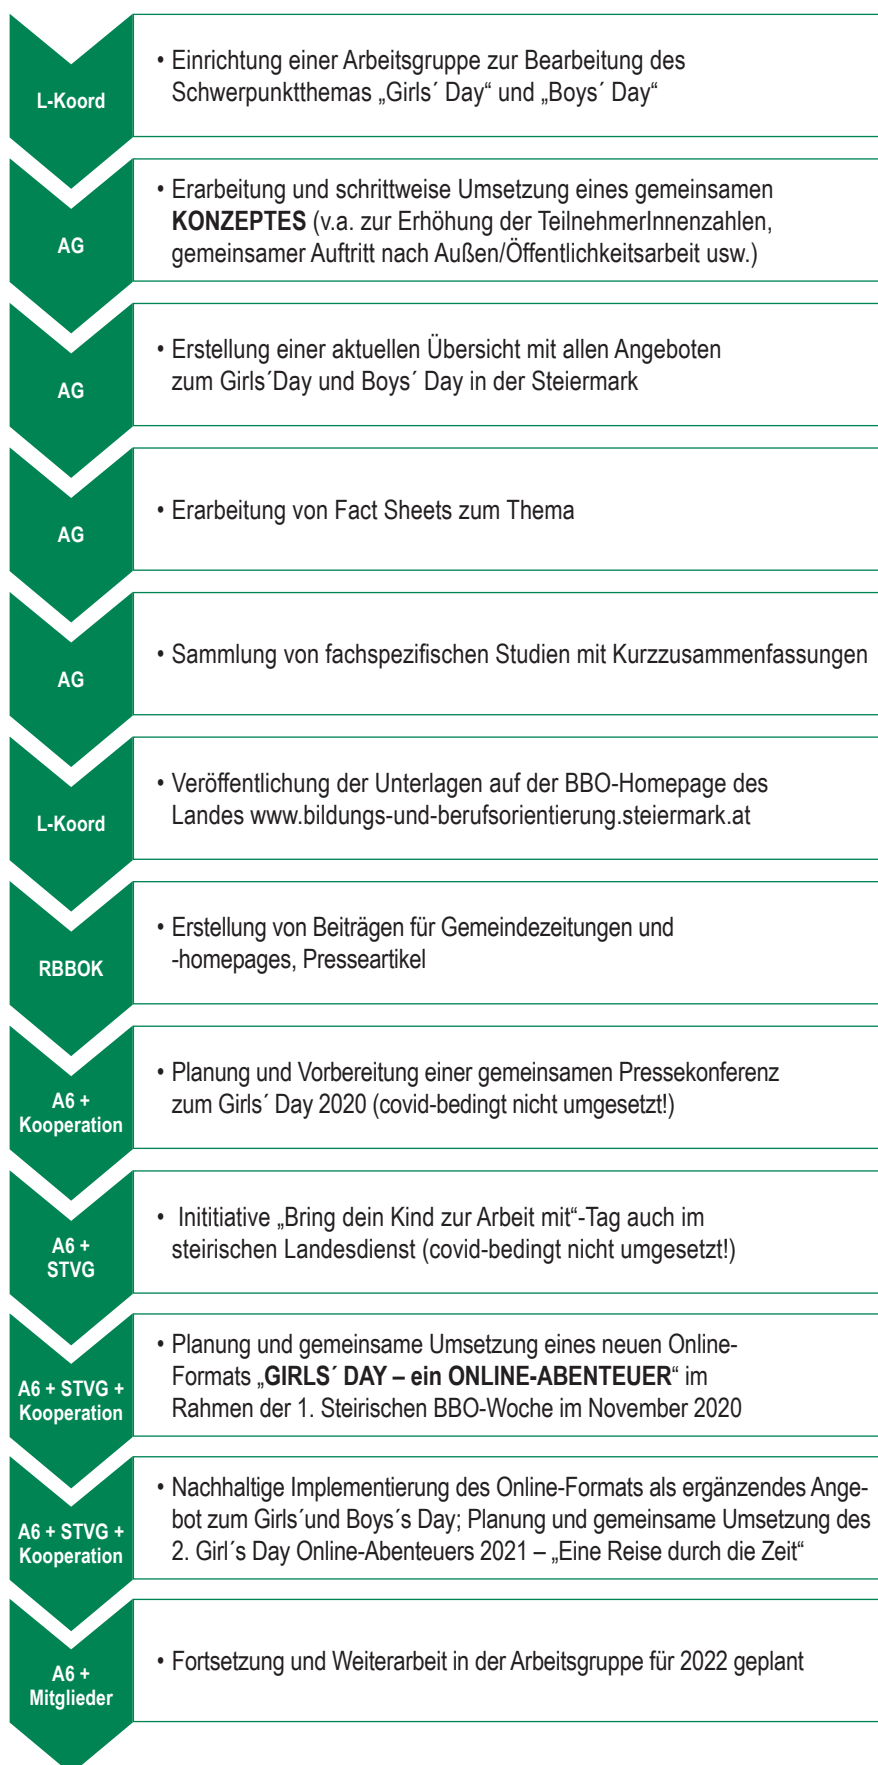 L-Koord
• Einrichtung einer Arbeitsgruppe zur Bearbeitung des
Schwerpunktthemas „Girls´ Day“ und „Boys´ Day“
AG
• Erarbeitung und schrittweise Umsetzung eines gemeinsamen
KONZEPTES (v.a. zur Erhöhung der TeilnehmerInnenzahlen,
gemeinsamer Auftritt nach Außen/Öffentlichkeitsarbeit usw.)
AG
• Erstellung einer aktuellen Übersicht mit allen Angeboten
zum Girls´Day und Boys´ Day in der Steiermark
AG
• Erarbeitung von Fact Sheets zum Thema
AG
• Sammlung von fachspezifischen Studien mit Kurzzusammenfassungen
L-Koord
• Veröffentlichung der Unterlagen auf der BBO-Homepage des
Landes www.bildungs-und-berufsorientierung.steiermark.at
RBBOK
• Erstellung von Beiträgen für Gemeindezeitungen und
-homepages, Presseartikel
A6 +
Kooperation
• Planung und Vorbereitung einer gemeinsamen Pressekonferenz
zum Girls´ Day 2020 (covid-bedingt nicht umgesetzt!)
A6 +
STVG
• Inititiative „Bring dein Kind zur Arbeit mit“-Tag auch im
steirischen Landesdienst (covid-bedingt nicht umgesetzt!)
A6 + STVG +
Kooperation
• Planung und gemeinsame Umsetzung eines neuen Online-
Formats „GIRLS´ DAY – ein ONLINE-ABENTEUER“ im
Rahmen der 1. Steirischen BBO-Woche im November 2020
A6 + STVG +
Kooperation
• Nachhaltige Implementierung des Online-Formats als ergänzendes Ange-
bot zum Girls´und Boys´s Day; Planung und gemeinsame Umsetzung des
2. Girl´s Day Online-Abenteuers 2021 – „Eine Reise durch die Zeit“
A6 +
Mitglieder
• Fortsetzung und Weiterarbeit in der Arbeitsgruppe für 2022 geplant